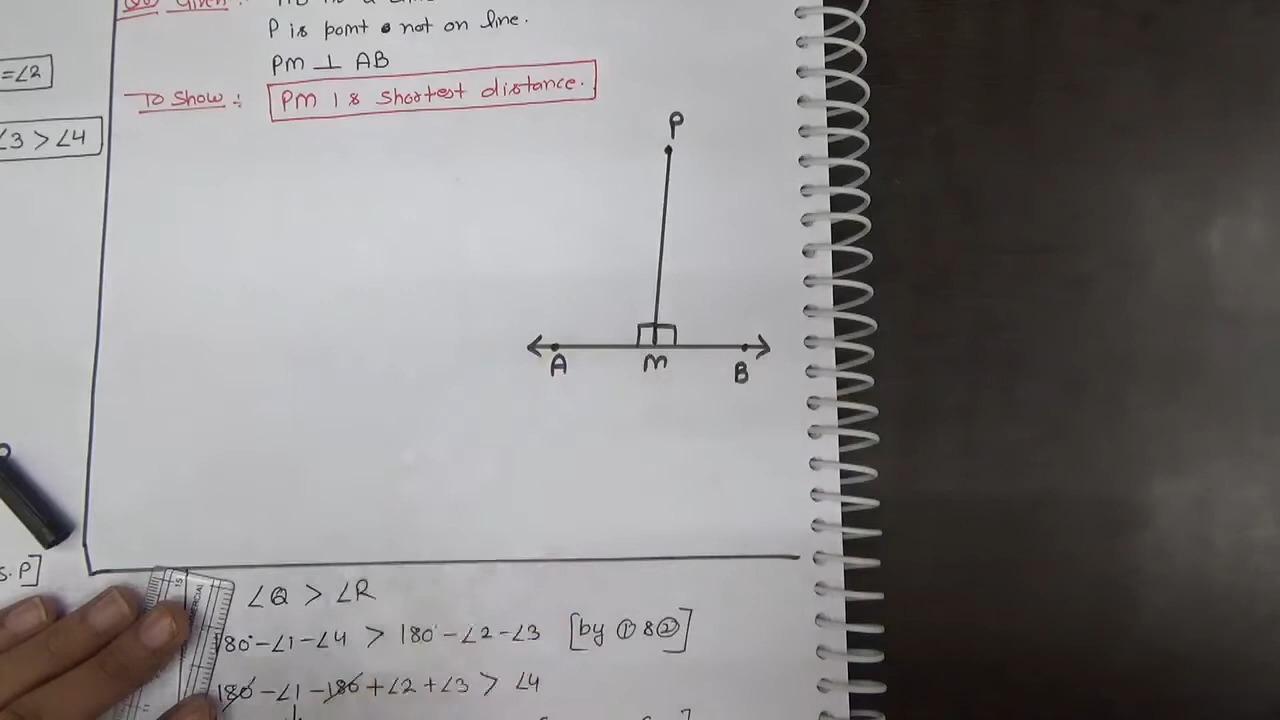 Given :
P is point not on line.
PM ⊥ AB
=∠2
To Show :
PM is shortest distance.
∠3 > ∠4
P
A
M
B
s. P]
∠Q > ∠R
180° - ∠1 - ∠4 > 180° - ∠2 - ∠3 [by ① & ②]
180 - ∠1 - 180 + ∠2 + ∠3 > ∠4